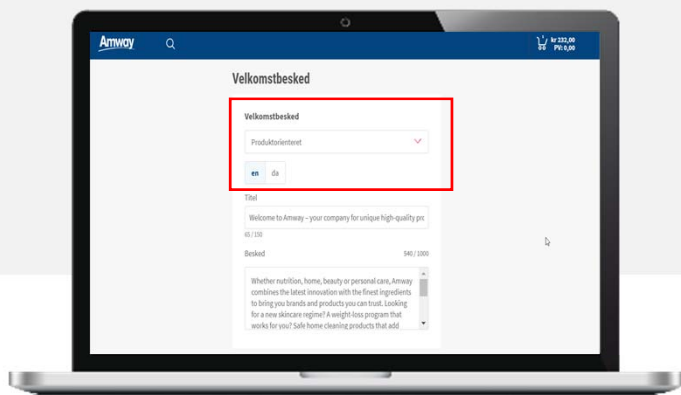 Amway
kr 232,00
PV: 0,00
Velkomstbesked
Velkomstbesked
Produktorienteret
en da
Titel
Welcome to Amway – your company for unique high-quality pro
65 / 150
Besked 540 / 1000
Whether nutrition, home, beauty or personal care, Amway
combines the latest innovation with the finest ingredients
to bring you brands and products you can trust. Looking
for a new skincare regime? A weight-loss program that
works for you? Safe home cleaning products that add